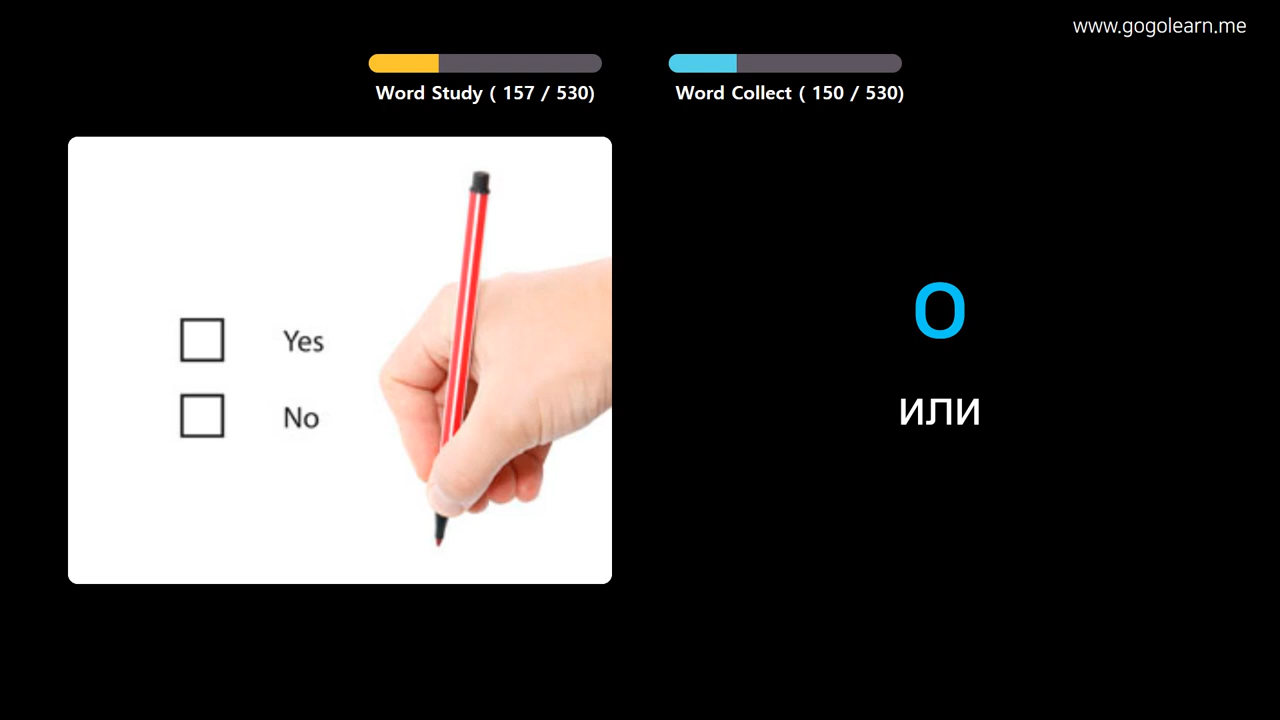 www.gogolearn.me
Word Study ( 157 / 530)
Word Collect ( 150 / 530)
Yes
No
o
или